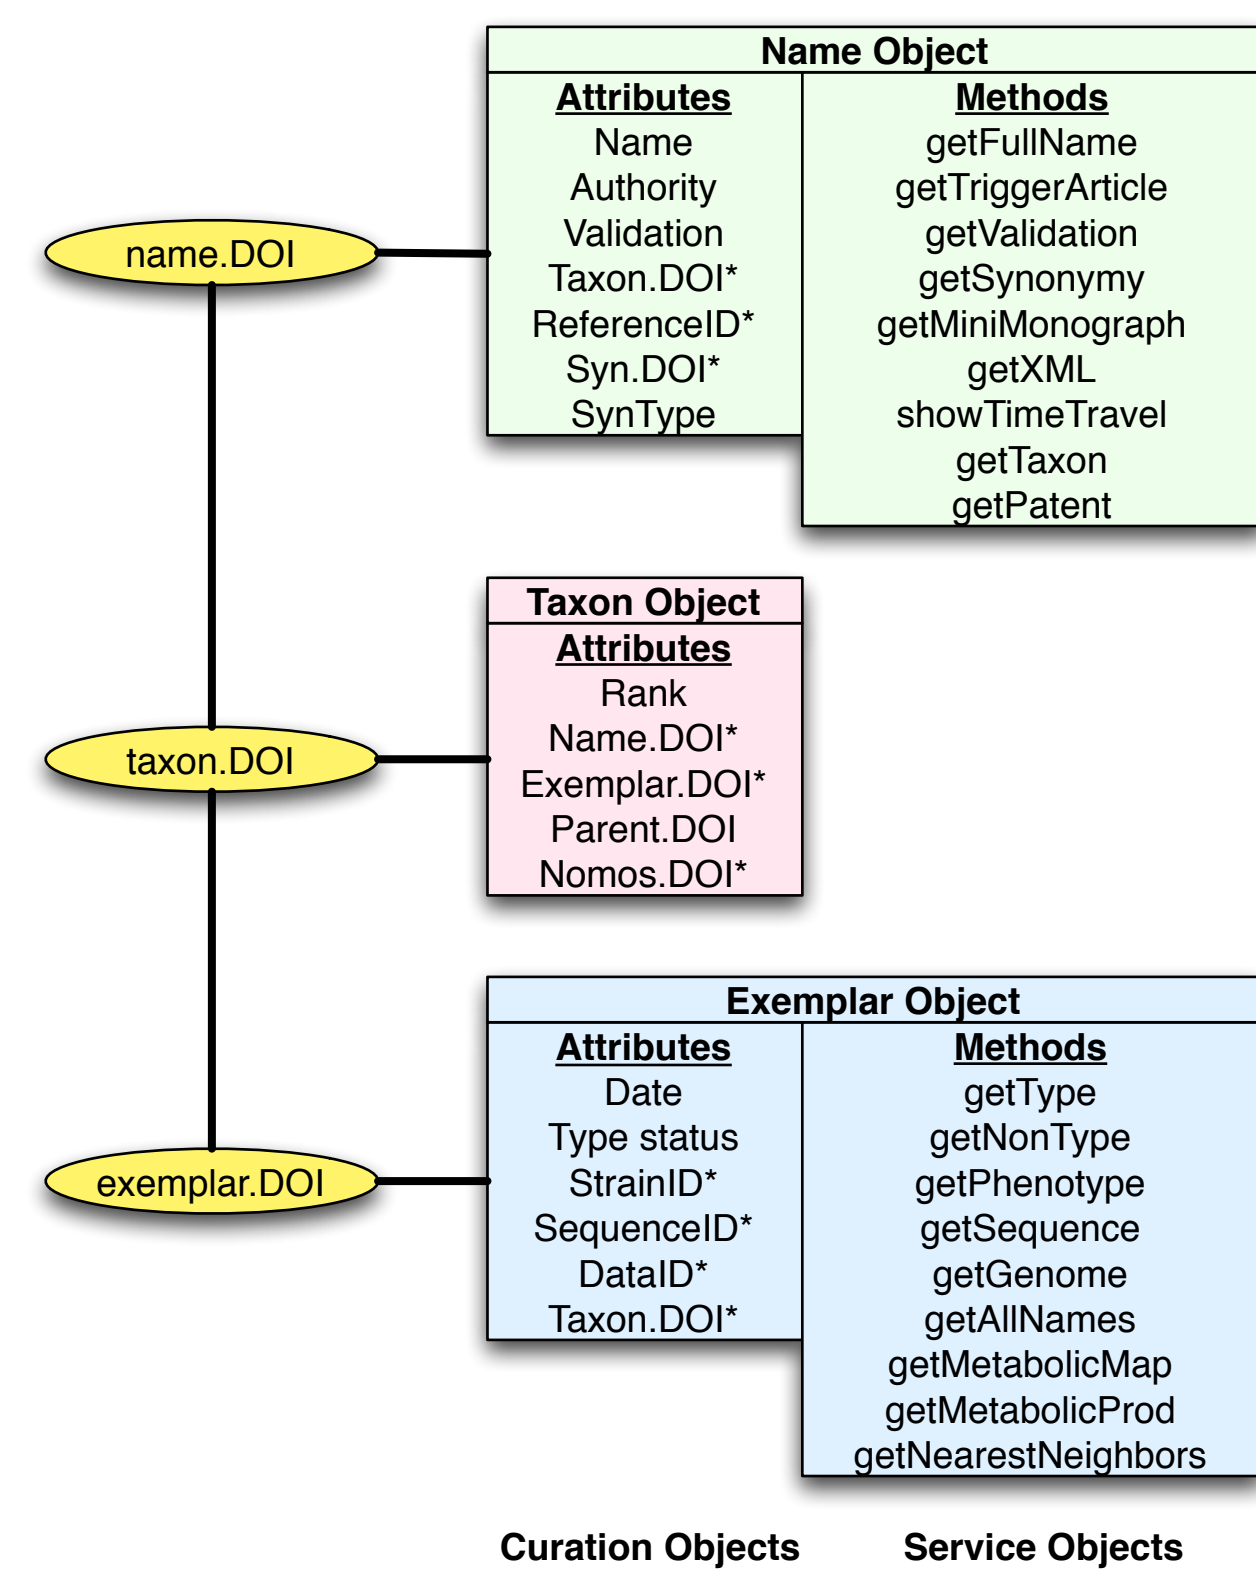 Name Object
Attributes
Name
Authority
Validation
Taxon.DOI*
ReferenceID*
Syn.DOI*
SynType
Methods
getFullName
getTriggerArticle
getValidation
getSynonymy
getMiniMonograph
getXML
showTimeTravel
getTaxon
getPatent
name.DOI
Taxon Object
Attributes
Rank
Name.DOI*
Exemplar.DOI*
Parent.DOI
Nomos.DOI*
taxon.DOI
Exemplar Object
Attributes
Date
Type status
StrainID*
SequenceID*
DataID*
Taxon.DOI*
Methods
getType
getNonType
getPhenotype
getSequence
getGenome
getAllNames
getMetabolicMap
getMetabolicProd
getNearestNeighbors
exemplar.DOI
Curation Objects
Service Objects